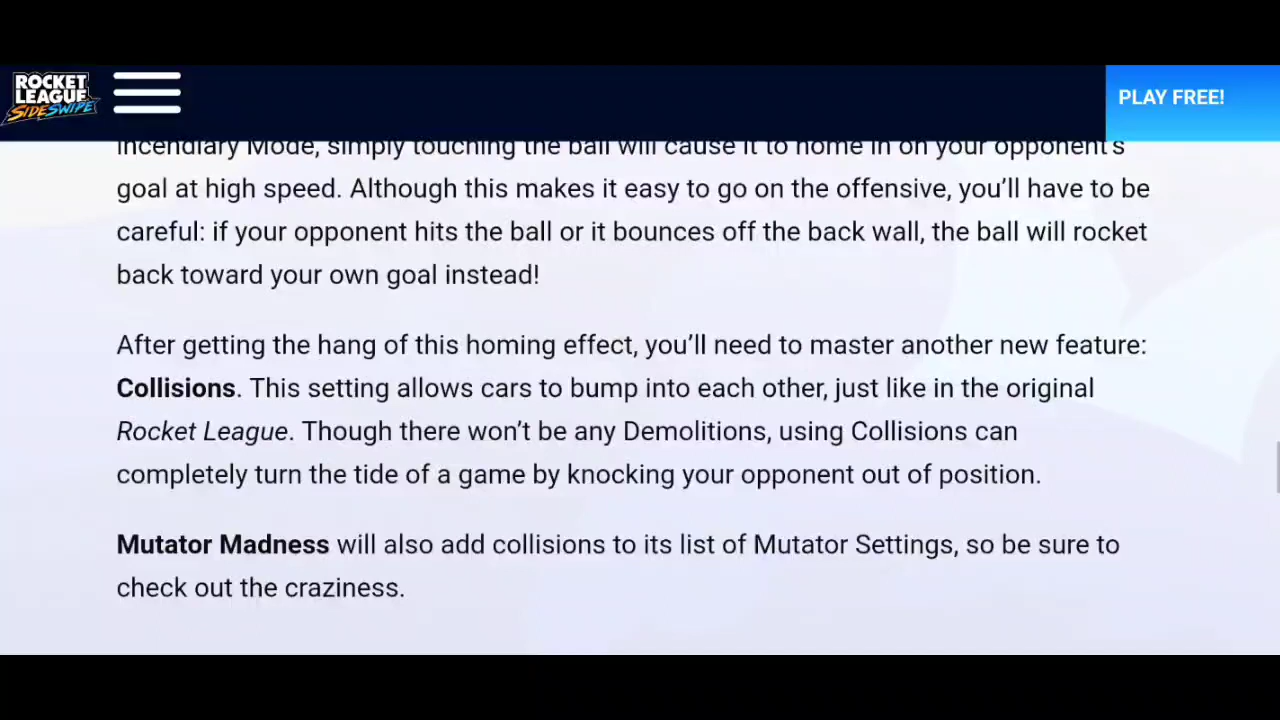 ROCKET
LEAGUE
SIDESWIPE
PLAY FREE!
Incendiary Mode, simply touching the ball will cause it to home in on your opponent's
goal at high speed. Although this makes it easy to go on the offensive, you’ll have to be
careful: if your opponent hits the ball or it bounces off the back wall, the ball will rocket
back toward your own goal instead!
After getting the hang of this homing effect, you’ll need to master another new feature:
Collisions. This setting allows cars to bump into each other, just like in the original
Rocket League. Though there won’t be any Demolitions, using Collisions can
completely turn the tide of a game by knocking your opponent out of position.
Mutator Madness will also add collisions to its list of Mutator Settings, so be sure to
check out the craziness.